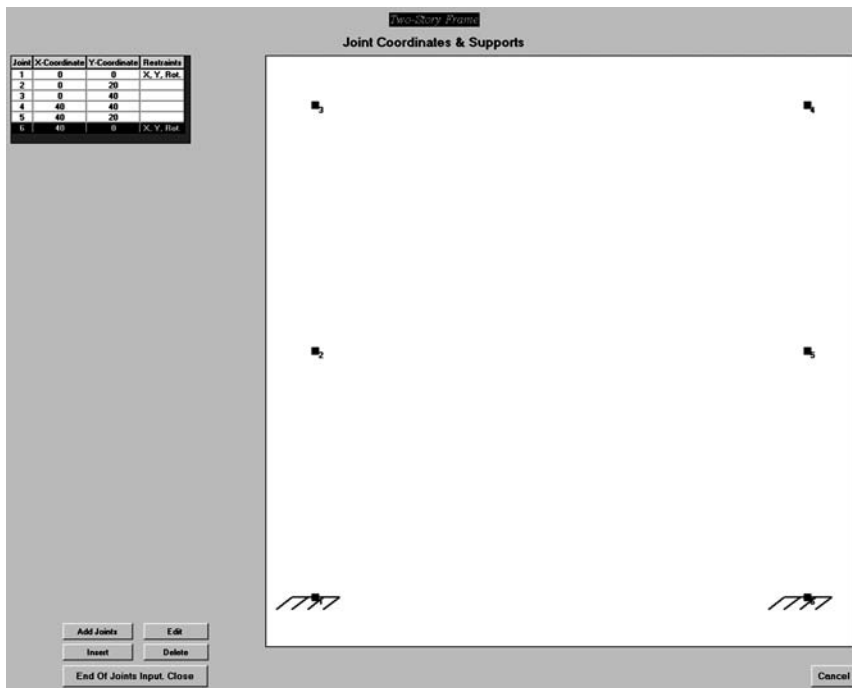 Two-Story Frame
Joint Coordinates & Supports
Joint X-Coordinate Y-Coordinate Restraints
1 0 0 X, Y, Rot.
2 0 20
3 0 40
4 40 40
5 40 20
6 40 0 X, Y, Rot.
3 4
2 5
1 6
Add Joints Edit
Insert Delete
End Of Joints Input. Close Cancel